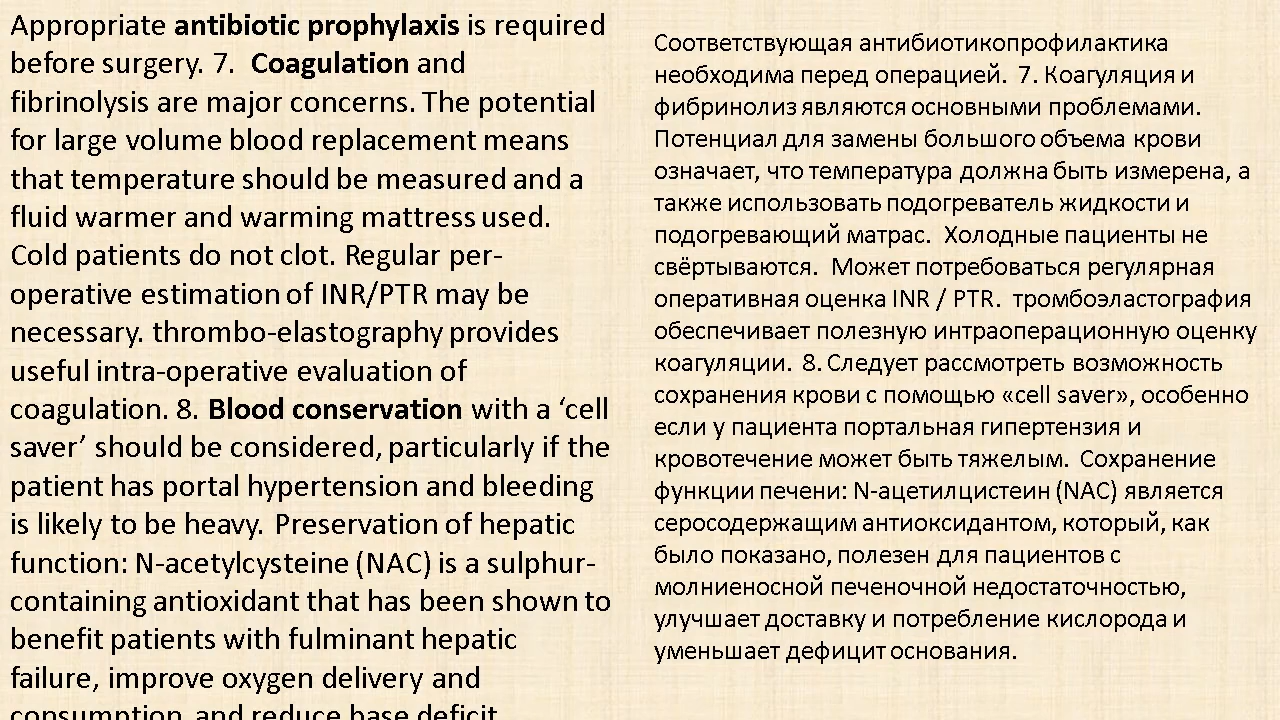 Appropriate antibiotic prophylaxis is required
before surgery. 7. Coagulation and
fibrinolysis are major concerns. The potential
for large volume blood replacement means
that temperature should be measured and a
fluid warmer and warming mattress used.
Cold patients do not clot. Regular per-
operative estimation of INR/PTR may be
necessary. thrombo-elastography provides
useful intra-operative evaluation of
coagulation. 8. Blood conservation with a ‘cell
saver’ should be considered, particularly if the
patient has portal hypertension and bleeding
is likely to be heavy. Preservation of hepatic
function: N-acetylcysteine (NAC) is a sulphur-
containing antioxidant that has been shown to
benefit patients with fulminant hepatic
failure, improve oxygen delivery and
consumption, and reduce base deficit.
Соответствующая антибиотикопрофилактика
необходима перед операцией. 7. Коагуляция и
фибринолиз являются основными проблемами.
Потенциал для замены большого объема крови
означает, что температура должна быть измерена, а
также использовать подогреватель жидкости и
подогревающий матрас. Холодные пациенты не
свёртываются. Может потребоваться регулярная
оперативная оценка INR / PTR. тромбоэластография
обеспечивает полезную интраоперационную оценку
коагуляции. 8. Следует рассмотреть возможность
сохранения крови с помощью «cell saver», особенно
если у пациента портальная гипертензия и
кровотечение может быть тяжелым. Сохранение
функции печени: N-ацетилцистеин (NAC) является
серосодержащим антиоксидантом, который, как
было показано, полезен для пациентов с
молниеносной печеночной недостаточностью,
улучшает доставку и потребление кислорода и
уменьшает дефицит основания.